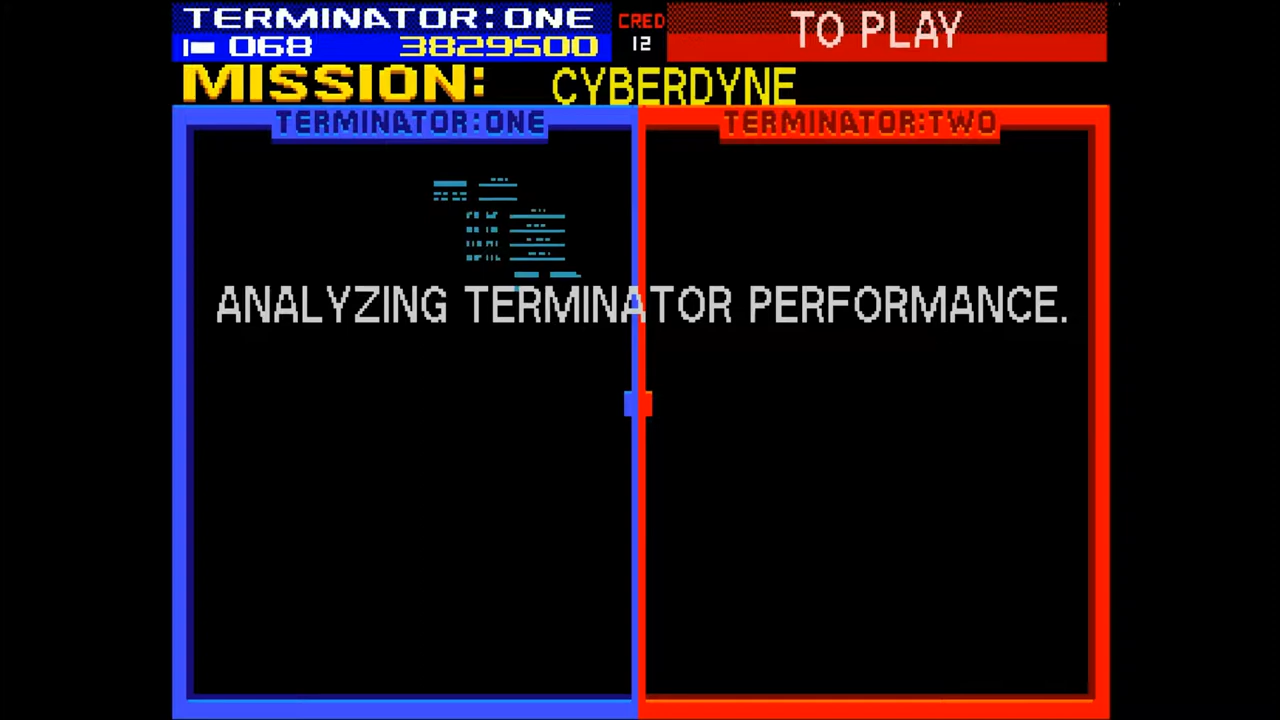 TERMINATOR:ONE
068 3829500
CRED
12
TO PLAY
MISSION: CYBERDYNE
TERMINATOR:ONE
TERMINATOR:TWO
ANALYZING TERMINATOR PERFORMANCE.